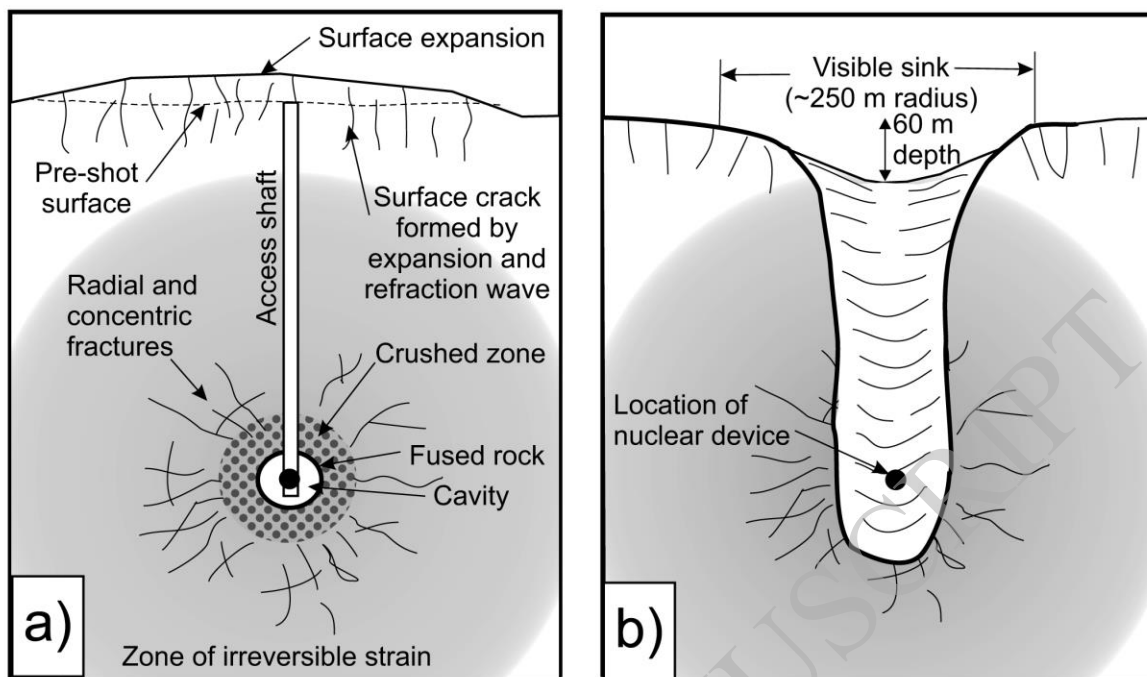 Surface expansion
Pre-shot
surface
Access shaft
Surface crack
formed by
expansion and
refraction wave
Radial and
concentric
fractures
Crushed zone
Fused rock
Cavity
a)
Zone of irreversible strain
Visible sink
(~250 m radius)
60 m
depth
Location of
nuclear device
b)
USCRIPT